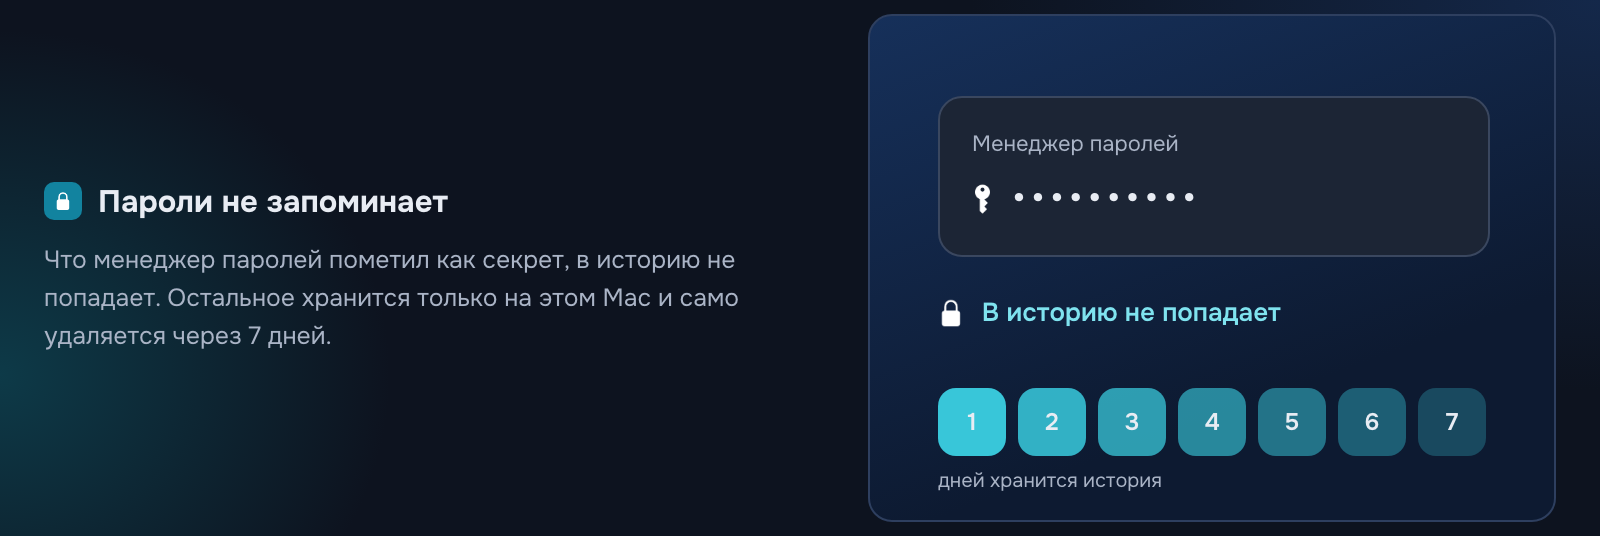 Пароли не запоминает
Что менеджер паролей пометил как секрет, в историю не
попадает. Остальное хранится только на этом Mac и само
удаляется через 7 дней.
Менеджер паролей
••••••••••
В историю не попадает
1 2 3 4 5 6 7
дней хранится история